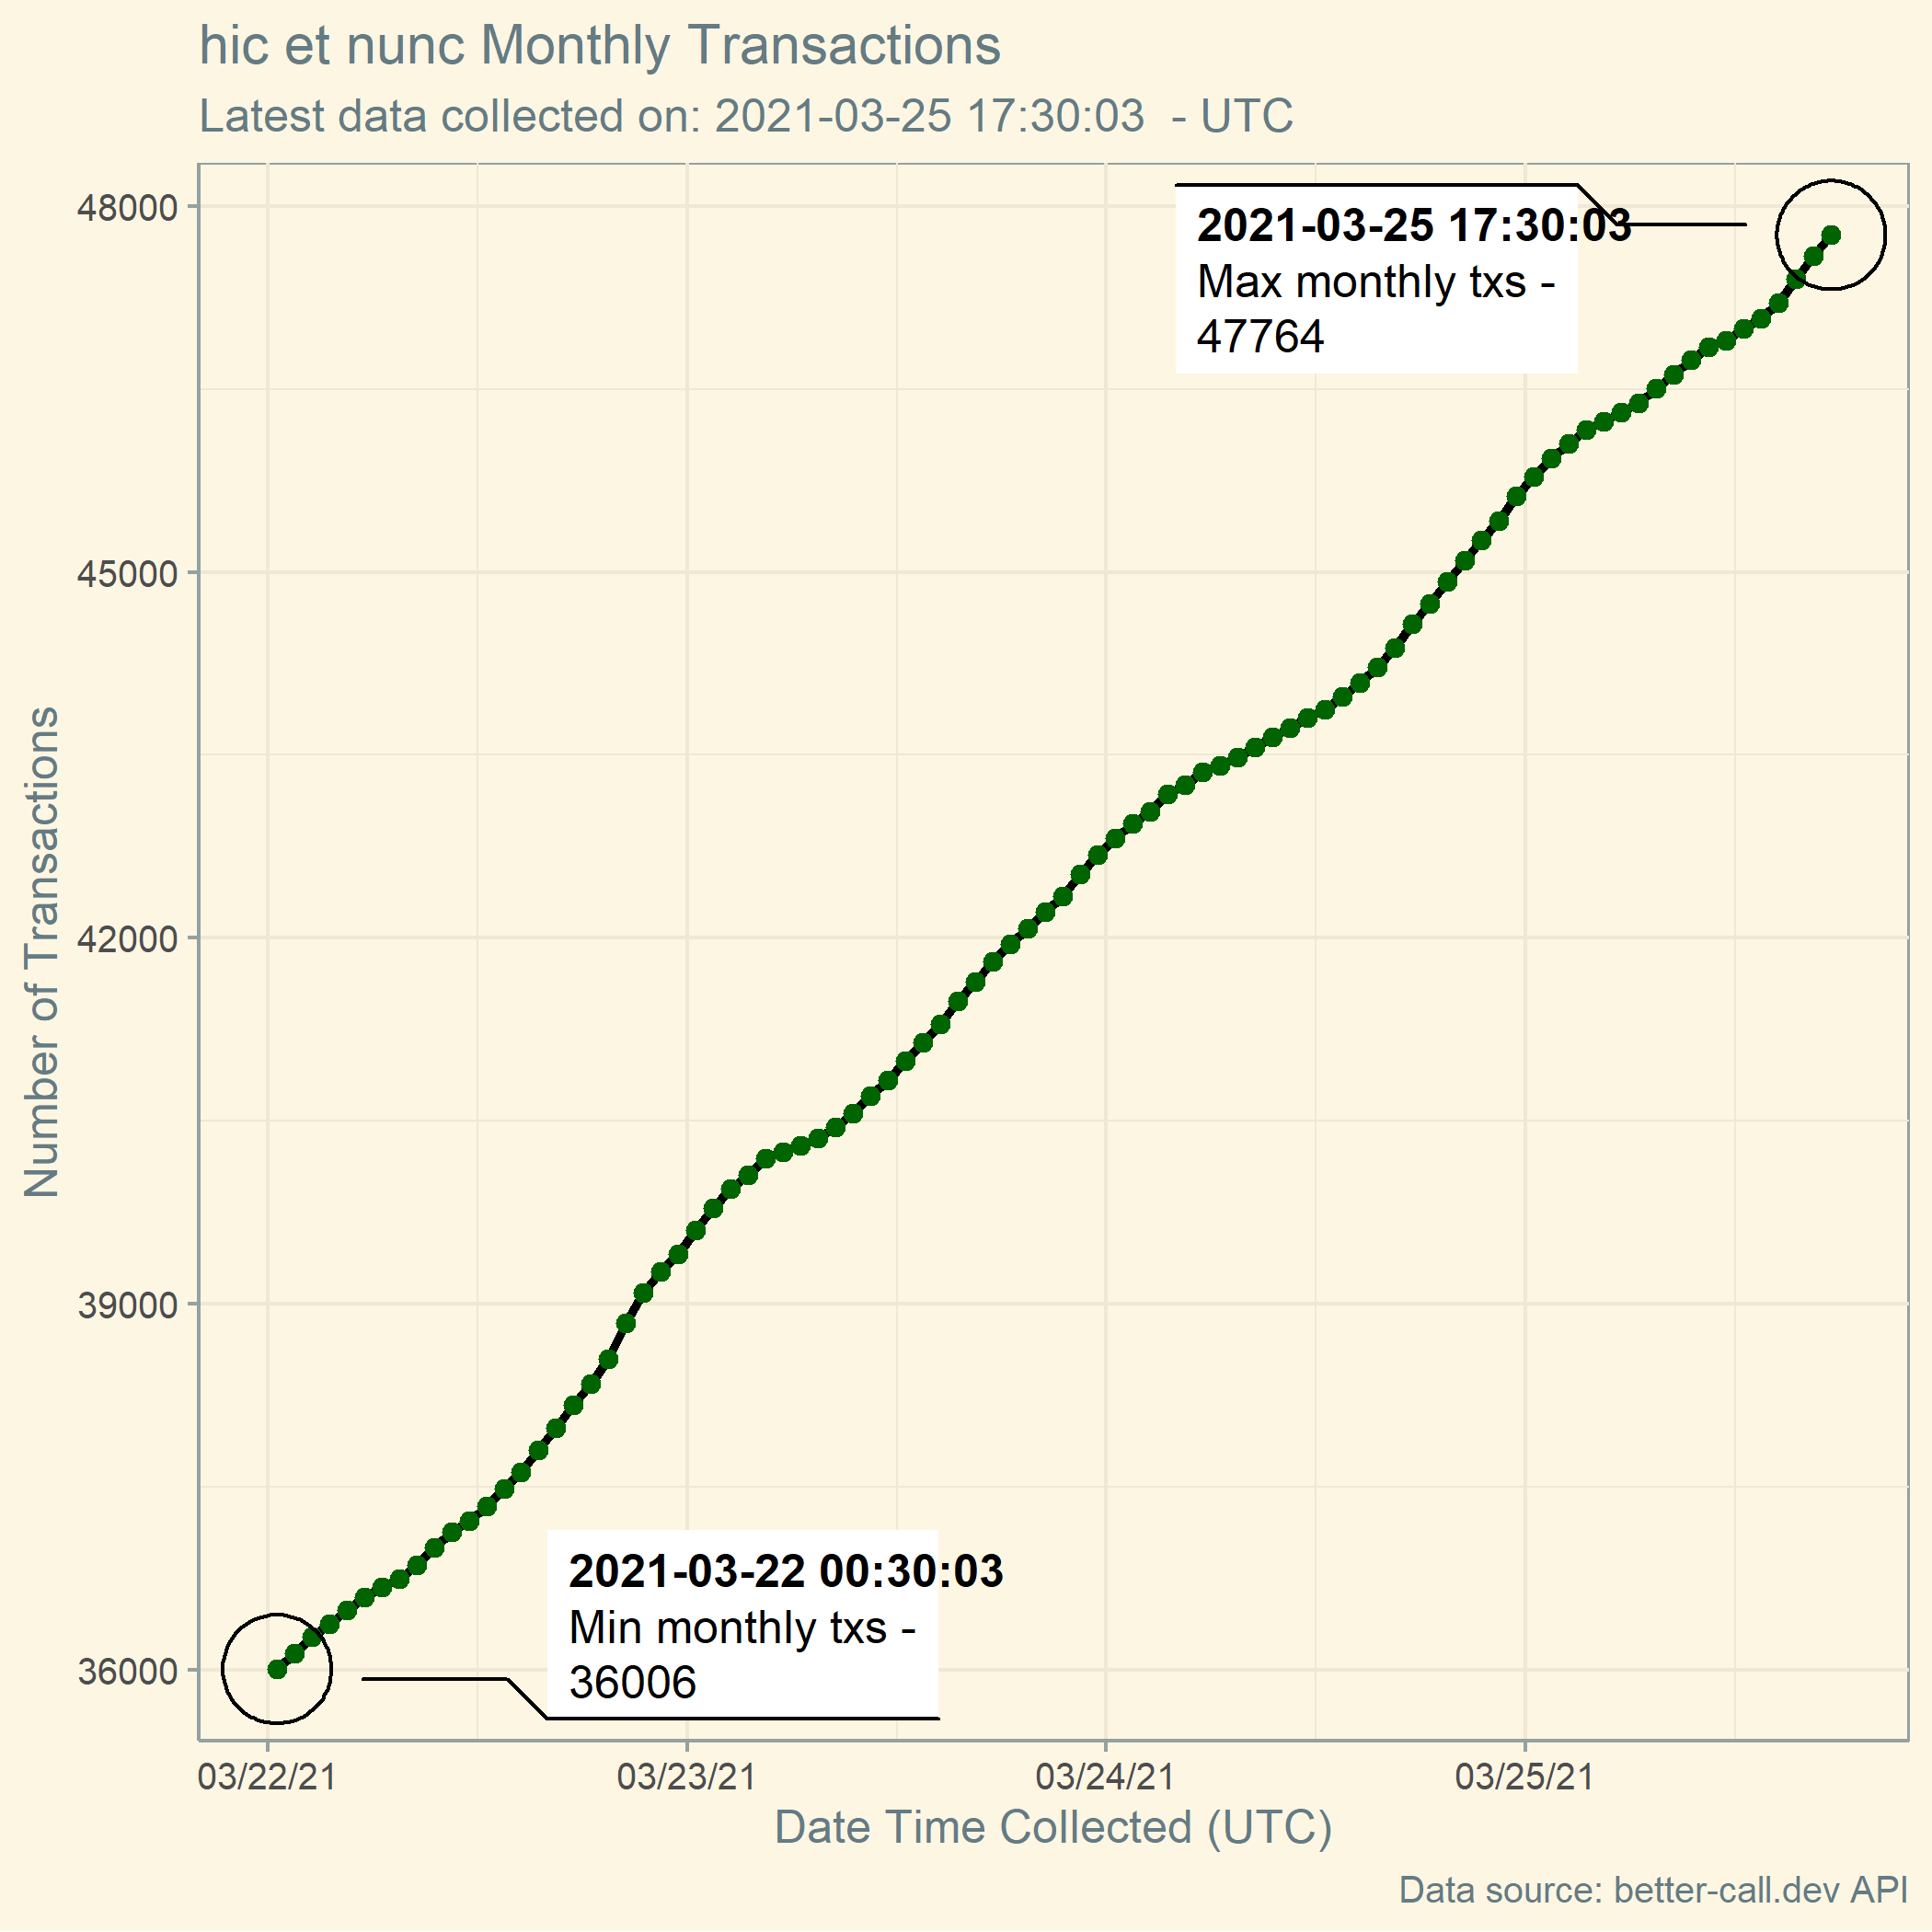 hic et nunc Monthly Transactions
Latest data collected on: 2021-03-25 17:30:03  - UTC
48000
45000
42000
39000
36000
Number of Transactions
2021-03-25 17:30:03
Max monthly txs -
47764
2021-03-22 00:30:03
Min monthly txs -
36006
03/22/21
03/23/21
03/24/21
03/25/21
Date Time Collected (UTC)
Data source: better-call.dev API